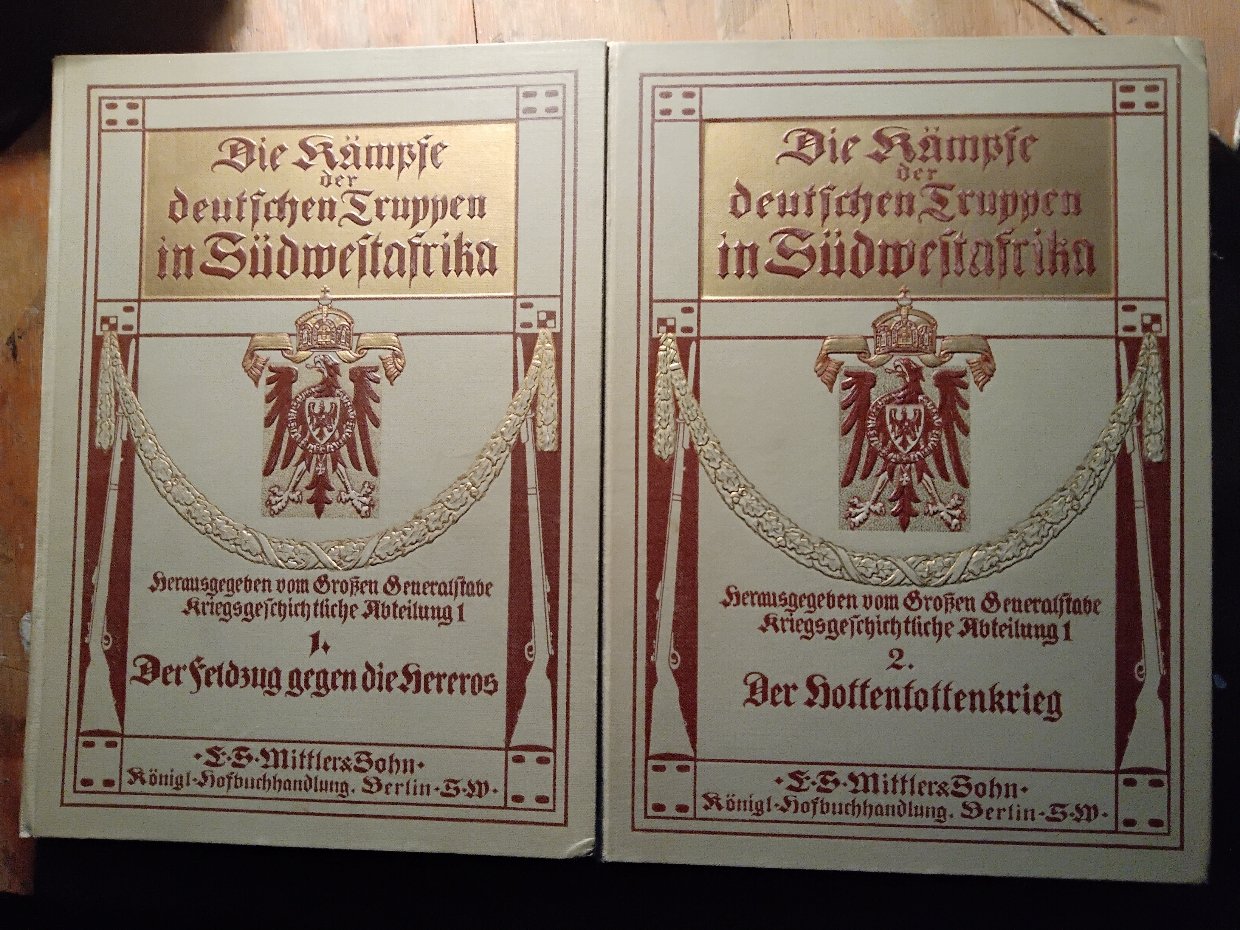 Die Kämpfe
der
deutschen Truppen
in Südwestafrika
Herausgegeben vom Großen Generalstabe
Kriegsgeschichtliche Abteilung 1
1.
Der Feldzug gegen die Hereros
·E·S·Mittler&Sohn·
Königl·Hofbuchhandlung. Berlin·S·W·
Die Kämpfe
der
deutschen Truppen
in Südwestafrika
Herausgegeben vom Großen Generalstabe
Kriegsgeschichtliche Abteilung 1
2.
Der Hottentottenkrieg
·E·S·Mittler&Sohn·
Königl·Hofbuchhandlung. Berlin·S·W·